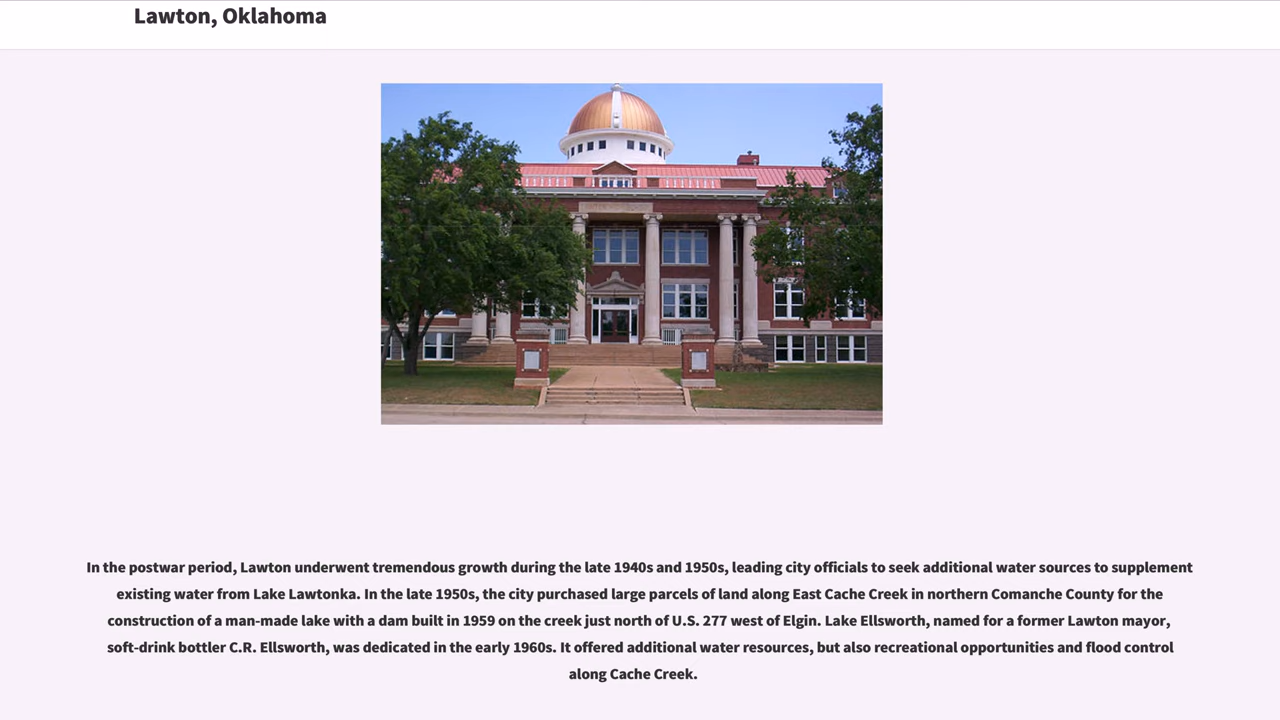 Lawton, Oklahoma
In the postwar period, Lawton underwent tremendous growth during the late 1940s and 1950s, leading city officials to seek additional water sources to supplement
existing water from Lake Lawtonka. In the late 1950s, the city purchased large parcels of land along East Cache Creek in northern Comanche County for the
construction of a man-made lake with a dam built in 1959 on the creek just north of U.S. 277 west of Elgin. Lake Ellsworth, named for a former Lawton mayor,
soft-drink bottler C.R. Ellsworth, was dedicated in the early 1960s. It offered additional water resources, but also recreational opportunities and flood control
along Cache Creek.